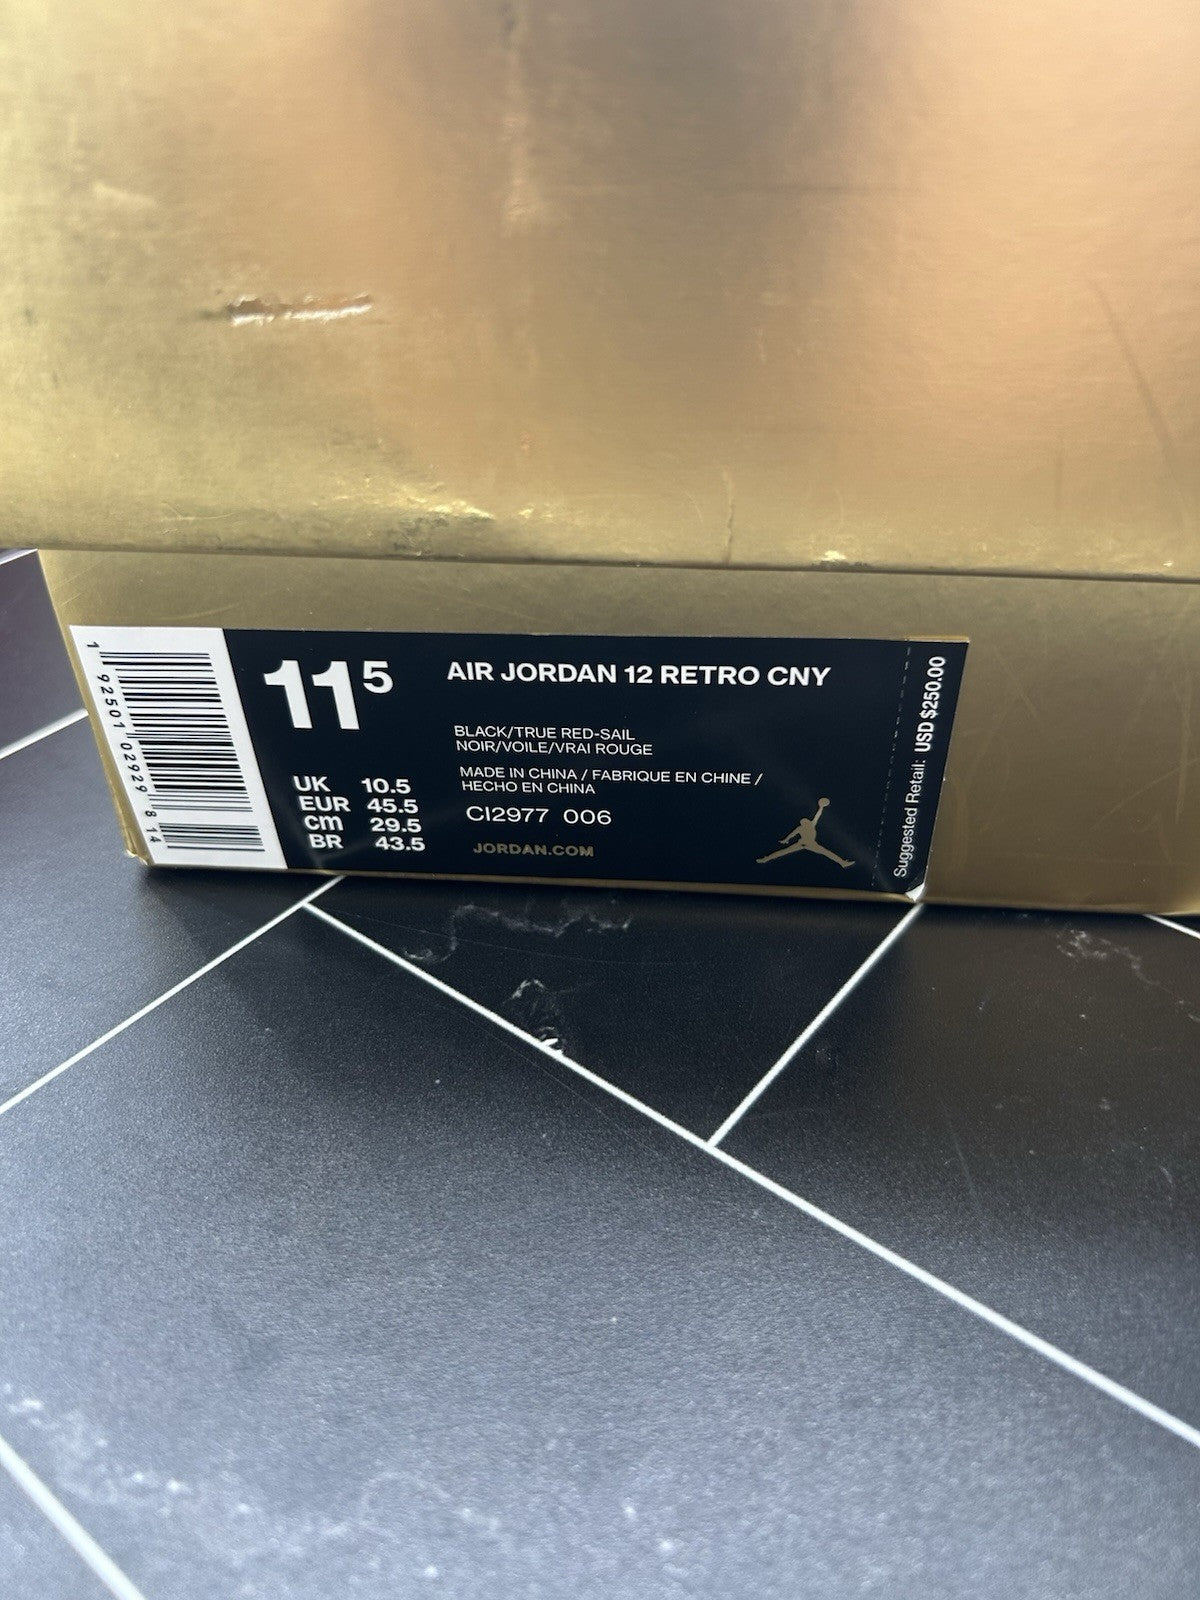 1 92501 02929 8 14
11 5
UK 10.5
EUR 45.5
cm 29.5
BR 43.5
AIR JORDAN 12 RETRO CNY
BLACK/TRUE RED-SAIL
NOIR/VOILE/VRAI ROUGE
MADE IN CHINA / FABRIQUE EN CHINE /
HECHO EN CHINA
CI2977 006
JORDAN.COM
Suggested Retail: USD $250.00